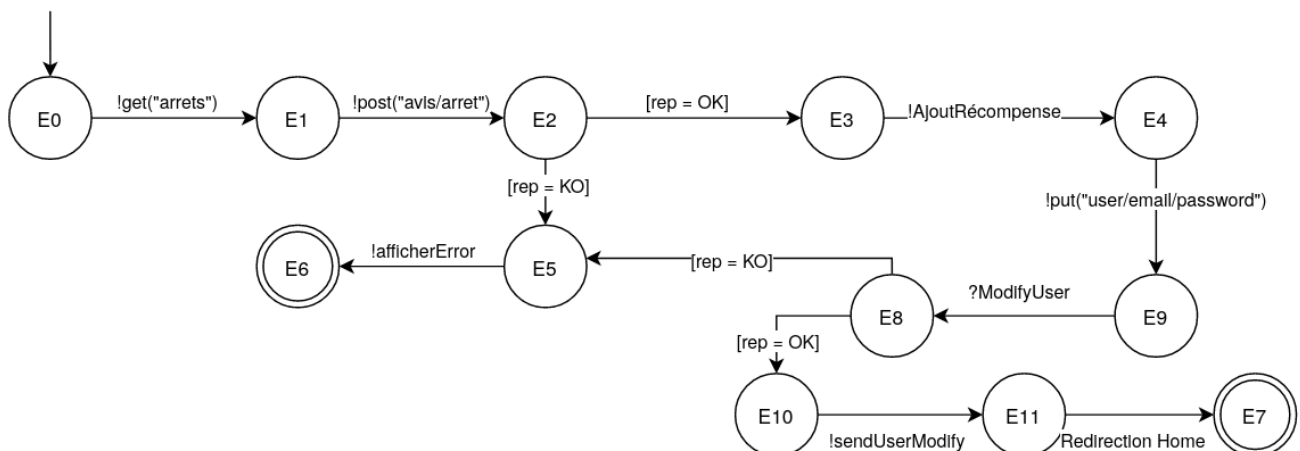 E0
!get("arrets")
E1
!post("avis/arret")
E2
[rep = OK]
E3
!AjoutRécompense
E4
[rep = KO]
!put("user/email/password")
E6
!afficherError
E5
[rep = KO]
E8
?ModifyUser
E9
[rep = OK]
E10
!sendUserModify
E11
Redirection Home
E7